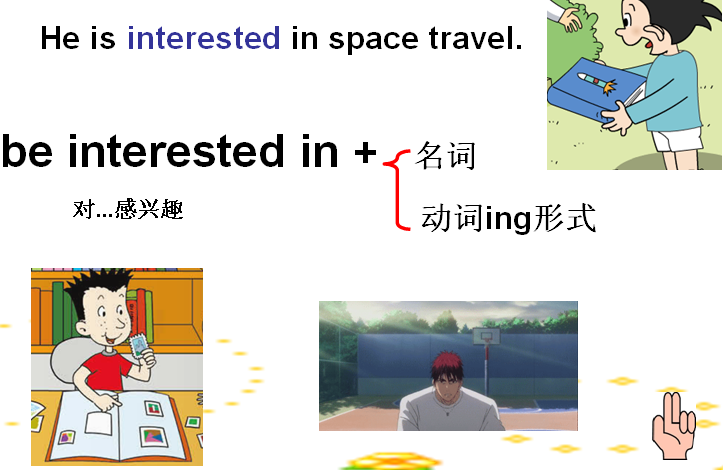 He is interested in space travel.
be interested in +
名词
对...感兴趣
动词ing形式